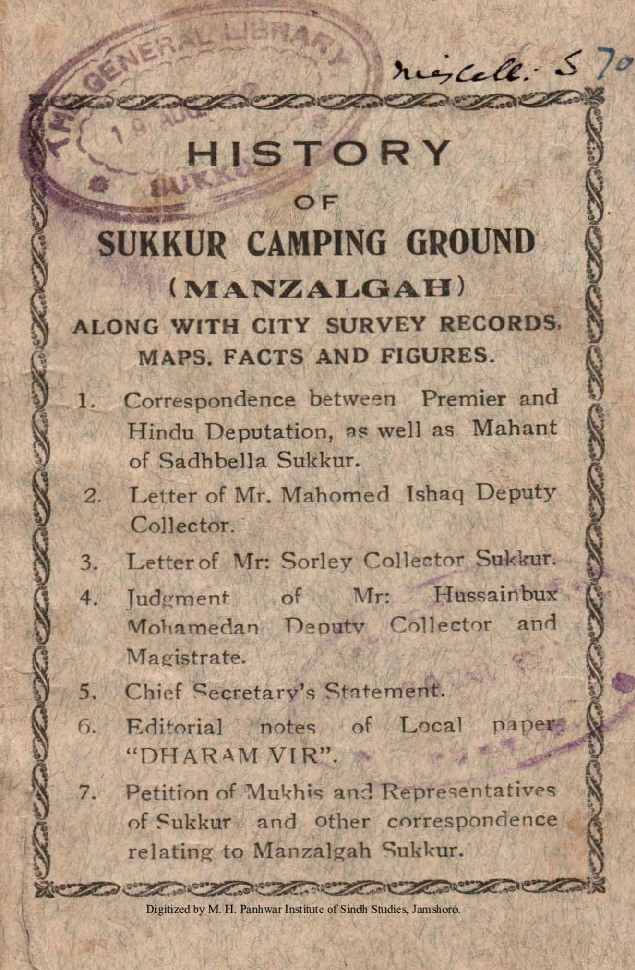 THE GENERAL LIBRARY
SUKKUR
Miscell: S 70
HISTORY
OF
SUKKUR CAMPING GROUND
(MANZALGAH)
ALONG WITH CITY SURVEY RECORDS,
MAPS. FACTS AND FIGURES.
1. Correspondence between Premier and
Hindu Deputation, as well as Mahant
of Sadhbella Sukkur.
2. Letter of Mr. Mahomed Ishaq Deputy
Collector.
3. Letter of Mr: Sorley Collector Sukkur.
4. Judgment of Mr: Hussainbux
Mohamedan Deputy Collector and
Magistrate.
5. Chief Secretary's Statement.
6. Editorial notes of Local paper
“DHARAM VIR”.
7. Petition of Mukhis and Representatives
of Sukkur and other correspondence
relating to Manzalgah Sukkur.
Digitized by M. H. Panhwar Institute of Sindh Studies, Jamshoro.